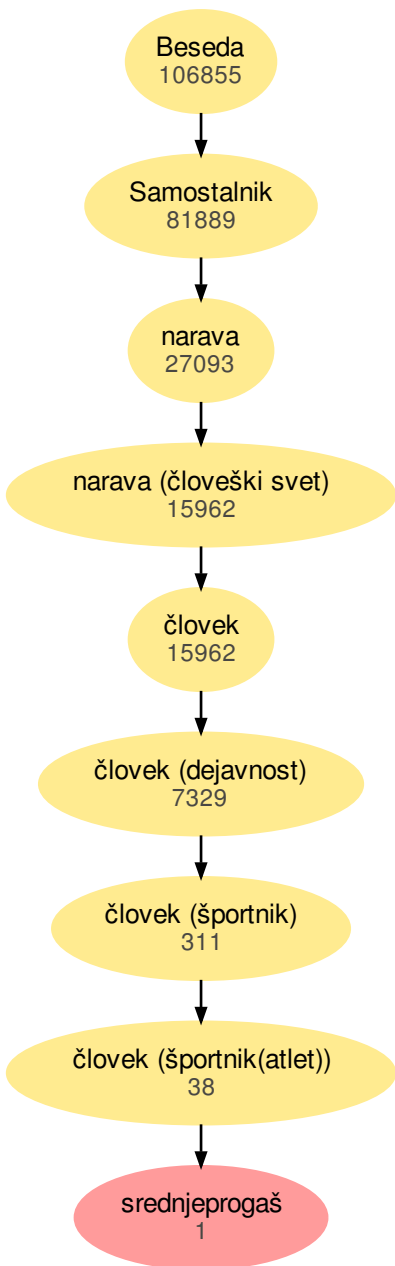 Beseda
106855
Samostalnik
81889
narava
27093
narava (človeški svet)
15962
človek
15962
človek (dejavnost)
7329
človek (športnik)
311
človek (športnik(atlet))
38
srednjeprogaš
1